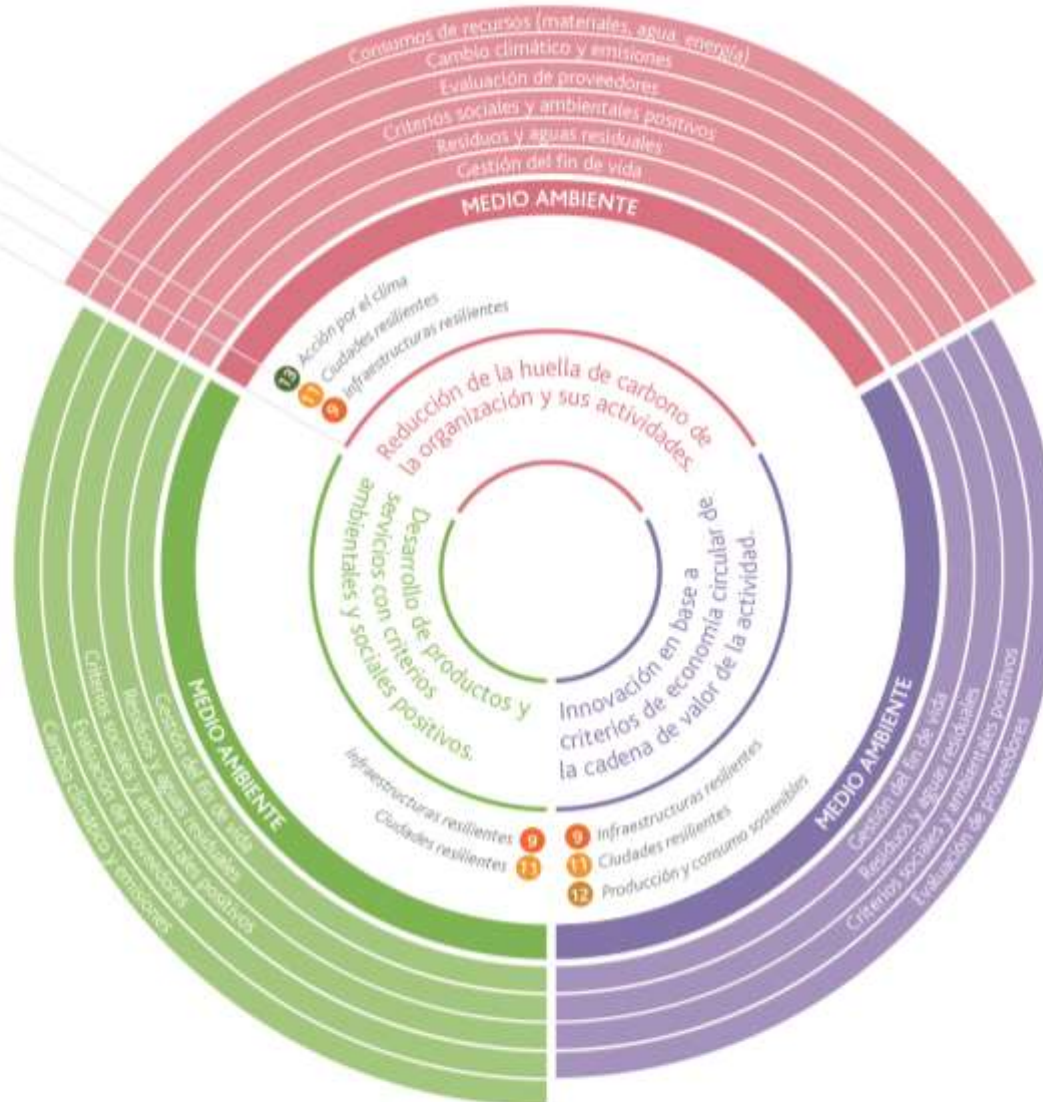 Consumos de recursos (materiales, agua energía)
Cambio climático y emisiones
Evaluación de proveedores
Criterios sociales y ambientales positivos
Residuos y aguas residuales
Gestión del fin de vida
MEDIO AMBIENTE
13 Acción por el clima
11 Ciudades resilientes
9 Infraestructuras resilientes
Reducción de la huella de carbono de
la organización y sus actividades.
Innovación en base a
criterios de economía circular de
la cadena de valor de la actividad.
9 Infraestructuras resilientes
11 Ciudades resilientes
12 Producción y consumo sostenibles
MEDIO AMBIENTE
Gestión del fin de vida
Residuos y aguas residuales
Criterios sociales y ambientales positivos
Evaluación de proveedores
Desarrollo de productos y
servicios con criterios
ambientales y sociales positivos.
Infraestructuras resilientes 9
Ciudades resilientes 11
MEDIO AMBIENTE
Gestión del fin de vida
Residuos y aguas residuales
Criterios sociales y ambientales positivos
Evaluación de proveedores
Cambio climático y emisiones